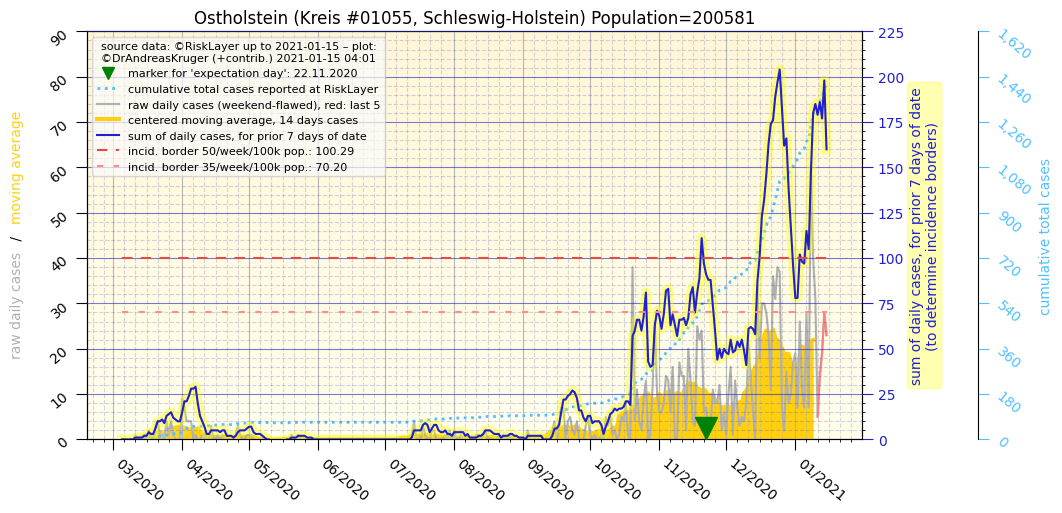 Ostholstein (Kreis #01055, Schleswig-Holstein) Population=200581
source data: ©RiskLayer up to 2021-01-15 – plot:
©DrAndreasKruger (+contrib.) 2021-01-15 04:01
marker for 'expectation day': 22.11.2020
cumulative total cases reported at RiskLayer
raw daily cases (weekend-flawed), red: last 5
centered moving average, 14 days cases
sum of daily cases, for prior 7 days of date
incid. border 50/week/100k pop.: 100.29
incid. border 35/week/100k pop.: 70.20
raw daily cases / moving average
90
80
70
60
50
40
30
20
10
0
03/2020
04/2020
05/2020
06/2020
07/2020
08/2020
09/2020
10/2020
11/2020
12/2020
01/2021
225
200
175
150
125
100
75
50
25
0
sum of daily cases, for prior 7 days of date
(to determine incidence borders)
1,620
1,440
1,260
1,080
900
720
540
360
180
0
cumulative total cases